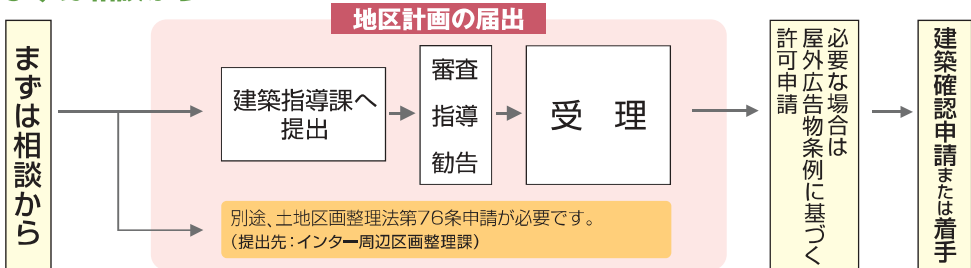 地区計画の届出
まずは相談から
建築指導課へ
提出
審査
指導
勧告
受 理
別途、土地区画整理法第76条申請が必要です。
（提出先：インター周辺区画整理課）
必要な場合は
屋外広告物条例に基づく
許可申請
建築確認申請または着手